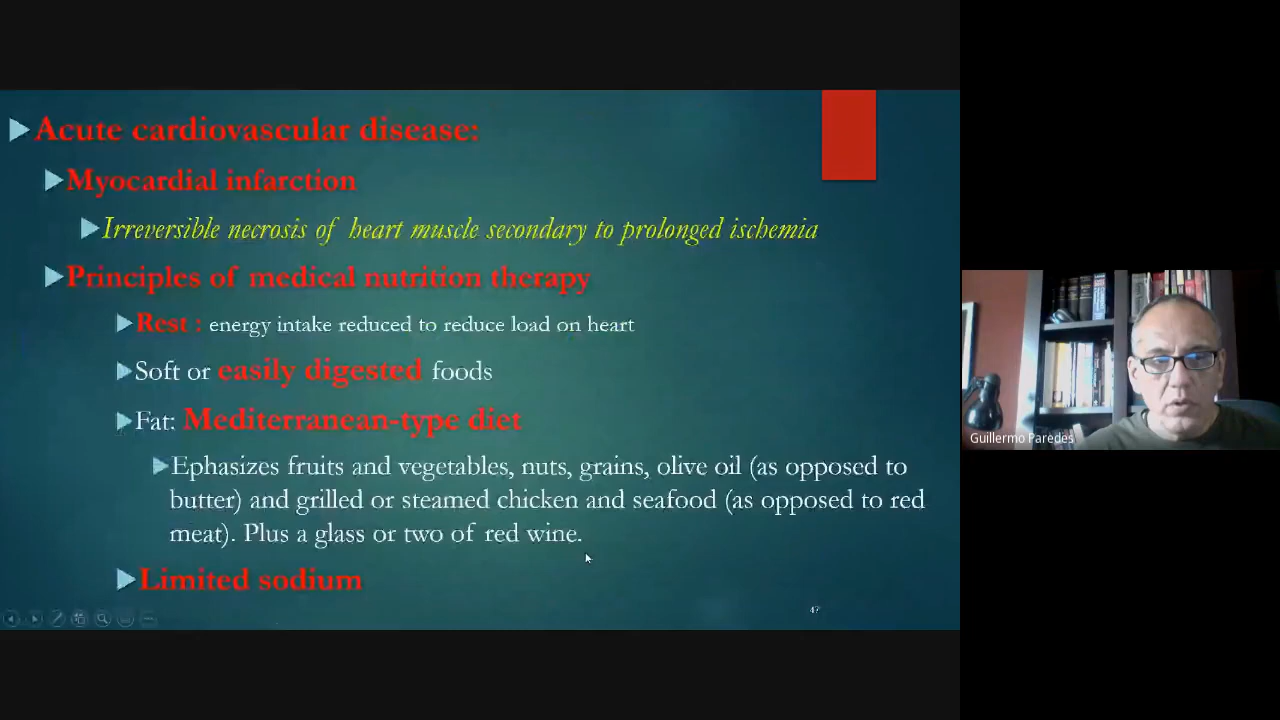 Acute cardiovascular disease:
Myocardial infarction
Irreversible necrosis of heart muscle secondary to prolonged ischemia
Principles of medical nutrition therapy
Rest : energy intake reduced to reduce load on heart
Soft or easily digested foods
Fat: Mediterranean-type diet
Ephasizes fruits and vegetables, nuts, grains, olive oil (as opposed to
butter) and grilled or steamed chicken and seafood (as opposed to red
meat). Plus a glass or two of red wine.
Limited sodium
47
Guillermo Paredes